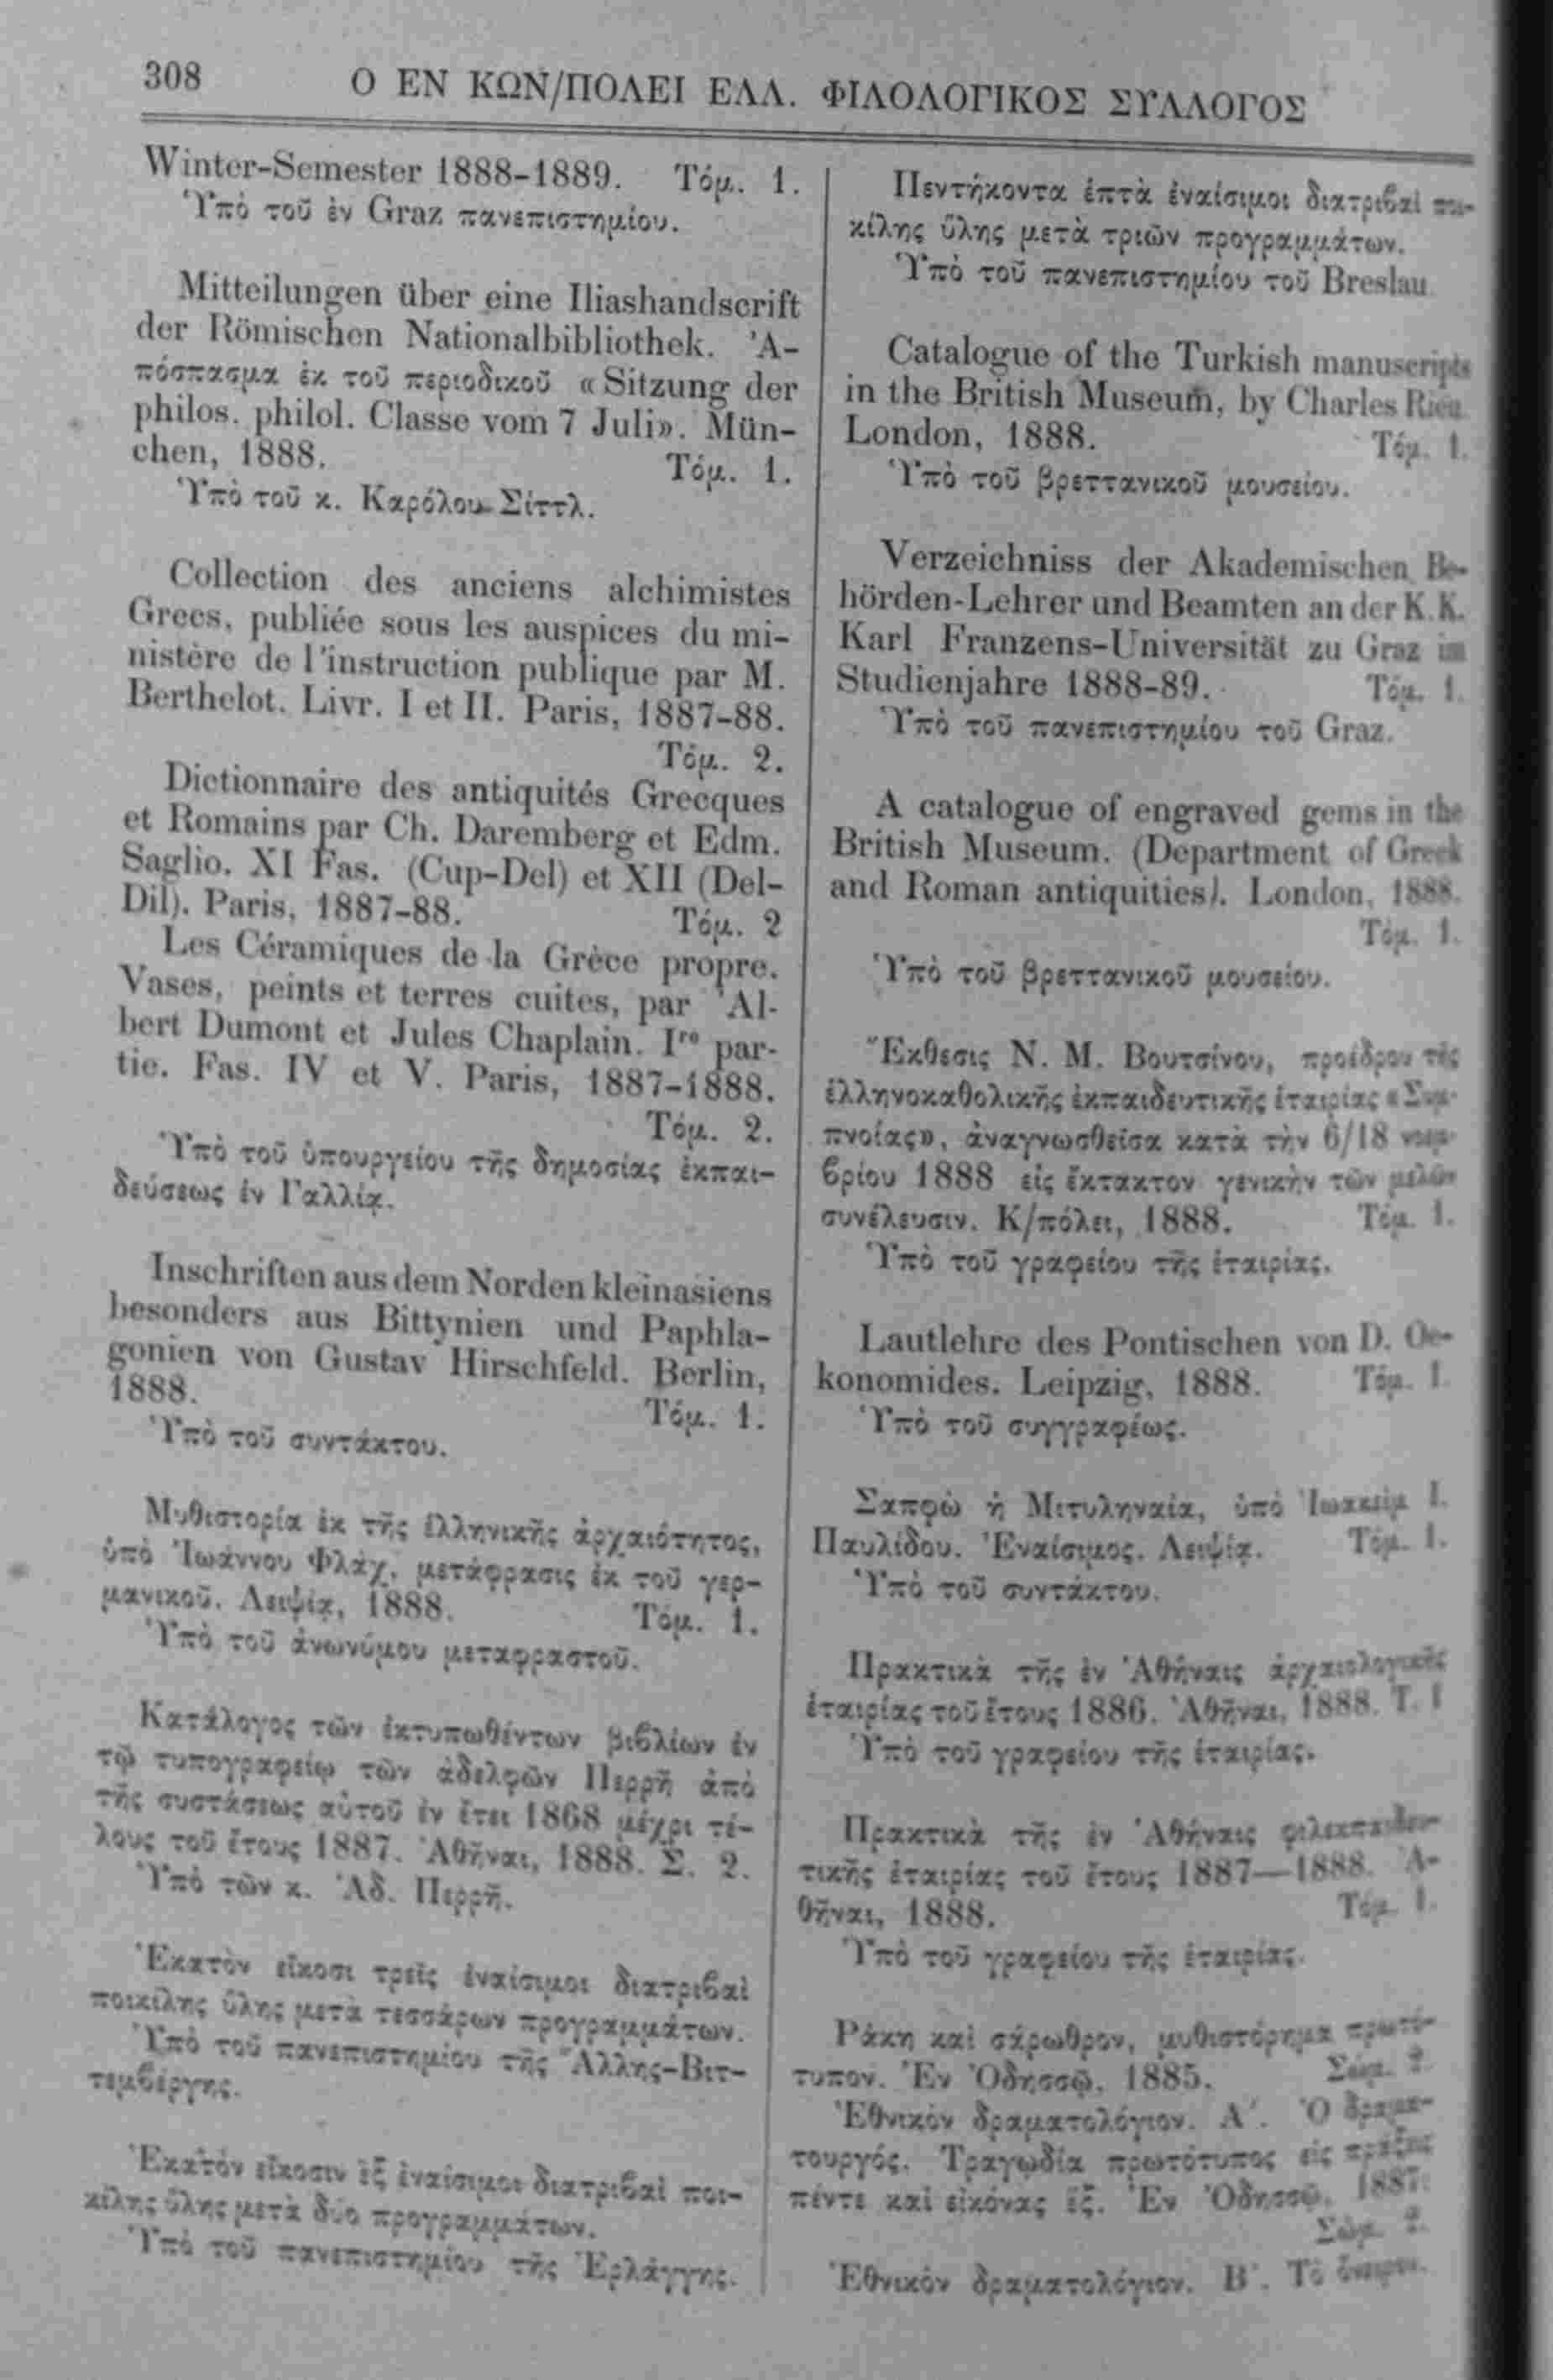 308 Ο ΕΝ ΚΩΝ/ΠΟΛΕΙ ΕΛΛ. ΦΙΛΟΛΟΓΙΚΟΣ ΣΥΛΛΟΓΟΣ
Winter-Semester 1888-1889. Τόμ. 1.
Ὑπὸ τοῦ ἐν Graz πανεπιστημίου.
Mitteilungen über eine Iliashandscrift
der Römischen Nationalbibliothek. Ἀ-
πόσπασμα ἐκ τοῦ περιοδικοῦ «Sitzung der
philos. philol. Classe vom 7 Juli». Mün-
chen, 1888. Τόμ. 1.
Ὑπὸ τοῦ κ. Καρόλου Σίττλ.
Collection des anciens alchimistes
Grecs, publiée sous les auspices du mi-
nistère de l'instruction publique par M.
Berthelot. Livr. I et II. Paris, 1887-88.
Τόμ. 2.
Dictionnaire des antiquités Grecques
et Romains par Ch. Daremberg et Edm.
Saglio. XI Fas. (Cup-Del) et XII (Del-
Dil). Paris, 1887-88. Τόμ. 2
Les Céramiques de la Grèce propre.
Vases, peints et terres cuites, par Al-
bert Dumont et Jules Chaplain. Iʳᵉ par-
tie. Fas. IV et V. Paris, 1887-1888.
Τόμ. 2.
Ὑπὸ τοῦ ὑπουργείου τῆς δημοσίας ἐκπαι-
δεύσεως ἐν Γαλλίᾳ.
Inschriften aus dem Norden kleinasiens
besonders aus Bittynien und Paphla-
gonien von Gustav Hirschfeld. Berlin,
1888. Τόμ. 1.
Ὑπὸ τοῦ συντάκτου.
Μυθιστορία ἐκ τῆς ἑλληνικῆς ἀρχαιότητος,
ὑπὸ Ἰωάννου Φλάχ, μετάφρασις ἐκ τοῦ γερ-
μανικοῦ. Λειψίᾳ, 1888. Τόμ. 1.
Ὑπὸ τοῦ ἀνωνύμου μεταφραστοῦ.
Κατάλογος τῶν ἐκτυπωθέντων βιβλίων ἐν
τῷ τυπογραφείῳ τῶν ἀδελφῶν Περρῆ ἀπὸ
τῆς συστάσεως αὐτοῦ ἐν ἔτει 1868 μέχρι τέ-
λους τοῦ ἔτους 1887. Ἀθῆναι, 1888. Σ. 2.
Ὑπὸ τῶν κ. Ἀδ. Περρῆ.
Ἑκατὸν εἴκοσι τρεῖς ἐναίσιμοι διατριβαὶ
ποικίλης ὕλης μετὰ τεσσάρων προγραμμάτων.
Ὑπὸ τοῦ πανεπιστημίου τῆς Ἅλλης-Βιτ-
τεμβέργης.
Ἑκατὸν εἴκοσιν ἓξ ἐναίσιμοι διατριβαὶ ποι-
κίλης ὕλης μετὰ δύο προγραμμάτων.
Ὑπὸ τοῦ πανεπιστημίου τῆς Ἐρλάγγης.
Πεντήκοντα ἑπτὰ ἐναίσιμοι διατριβαὶ ποι-
κίλης ὕλης μετὰ τριῶν προγραμμάτων.
Ὑπὸ τοῦ πανεπιστημίου τοῦ Breslau
Catalogue of the Turkish manuscripts
in the British Museum, by Charles Rieu
London, 1888. Τόμ. 1.
Ὑπὸ τοῦ βρεττανικοῦ μουσείου.
Verzeichniss der Akademischen Be-
hörden-Lehrer und Beamten an der K. K.
Karl Franzens-Universität zu Graz im
Studienjahre 1888-89. Τόμ. 1.
Ὑπὸ τοῦ πανεπιστημίου τοῦ Graz.
A catalogue of engraved gems in the
British Museum. (Department of Greek
and Roman antiquities). London, 1888.
Τόμ. 1.
Ὑπὸ τοῦ βρεττανικοῦ μουσείου.
Ἔκθεσις Ν. Μ. Βουτσίνου, προέδρου τῆς
ἑλληνοκαθολικῆς ἐκπαιδευτικῆς ἑταιρίας «Συμ-
πνοίας», ἀναγνωσθεῖσα κατὰ τὴν 6/18 νοεμ-
βρίου 1888 εἰς ἔκτακτον γενικὴν τῶν μελῶν
συνέλευσιν. Κ/πόλει, 1888. Τόμ. 1.
Ὑπὸ τοῦ γραφείου τῆς ἑταιρίας.
Lautlehre des Pontischen von D. Oe-
konomides. Leipzig, 1888. Τόμ. 1.
Ὑπὸ τοῦ συγγραφέως.
Σαπφὼ ἡ Μιτυληναία, ὑπὸ Ἰωακεὶμ Ι.
Παυλίδου. Ἐναίσιμος. Λειψίᾳ. Τόμ. 1.
Ὑπὸ τοῦ συντάκτου.
Πρακτικὰ τῆς ἐν Ἀθήναις ἀρχαιολογικῆς
ἑταιρίας τοῦ ἔτους 1886. Ἀθῆναι, 1888. Τ. 1
Ὑπὸ τοῦ γραφείου τῆς ἑταιρίας.
Πρακτικὰ τῆς ἐν Ἀθήναις φιλεκπαιδευ-
τικῆς ἑταιρίας τοῦ ἔτους 1887—1888. Ἀ-
θῆναι, 1888. Τόμ. 1.
Ὑπὸ τοῦ γραφείου τῆς ἑταιρίας.
Ράκη καὶ σάρωθρον, μυθιστόρημα πρωτό-
τυπον. Ἐν Ὀδησσῷ, 1885. Σώμ. 2.
Ἐθνικὸν δραματολόγιον. Α΄. Ὁ δραμα-
τουργός. Τραγῳδία πρωτότυπος εἰς πράξεις
πέντε καὶ εἰκόνας ἕξ. Ἐν Ὀδησσῷ, 1887.
Σώμ. 2.
Ἐθνικὸν δραματολόγιον. Β΄. Τὸ ὄνειρον.